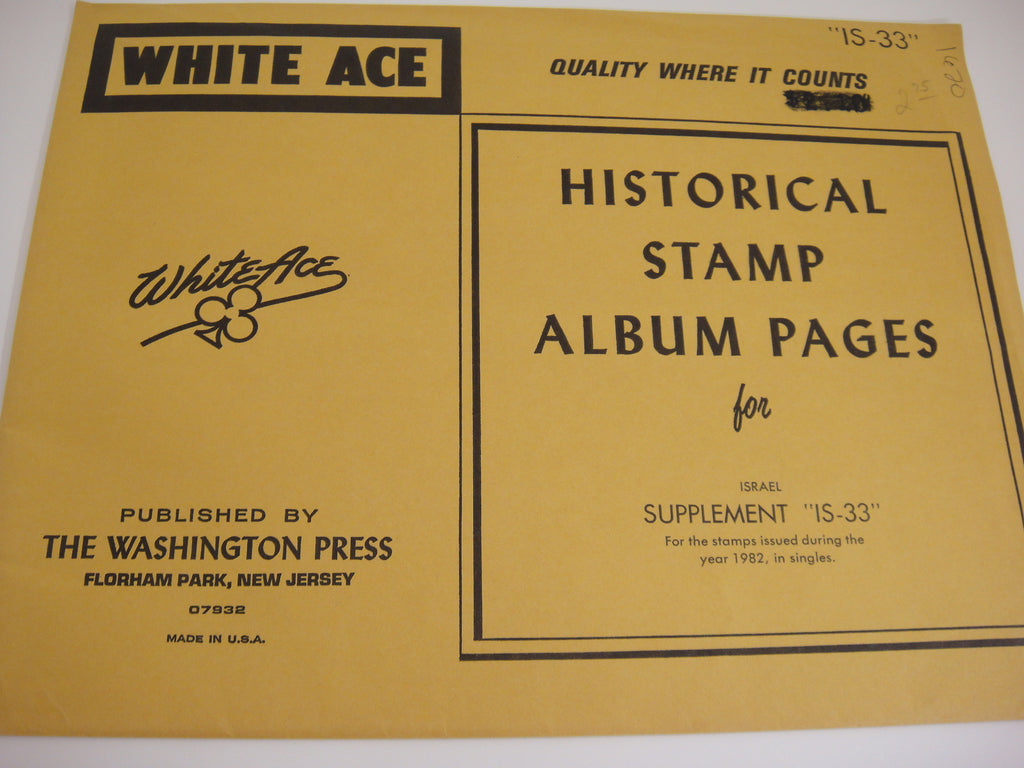 WHITE ACE
"IS-33"
QUALITY WHERE IT COUNTS
2 25
HISTORICAL
STAMP
ALBUM PAGES
for
ISRAEL
SUPPLEMENT "IS-33"
For the stamps issued during the
year 1982, in singles.
White Ace
PUBLISHED BY
THE WASHINGTON PRESS
FLORHAM PARK, NEW JERSEY
07932
MADE IN U.S.A.